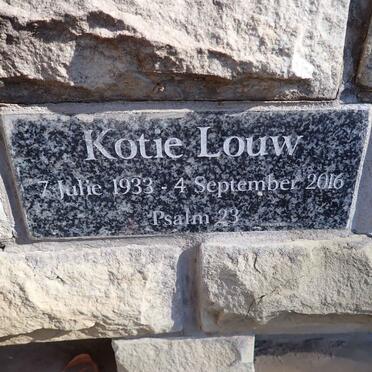 Kotie Louw
7 Julie 1933 - 4 September 2016
Psalm 23